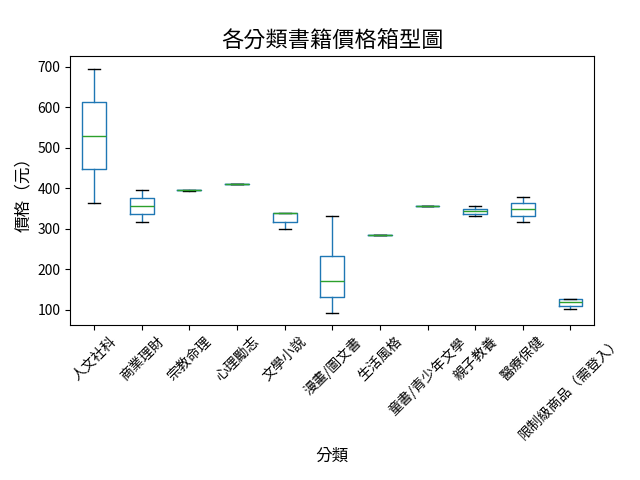 各分類書籍價格箱型圖
價格（元）
700
600
500
400
300
200
100
人文社科
商業理財
宗教命理
心理勵志
文學小說
漫畫/圖文書
生活風格
童書/青少年文學
親子教養
醫療保健
限制級商品（需登入）
分類